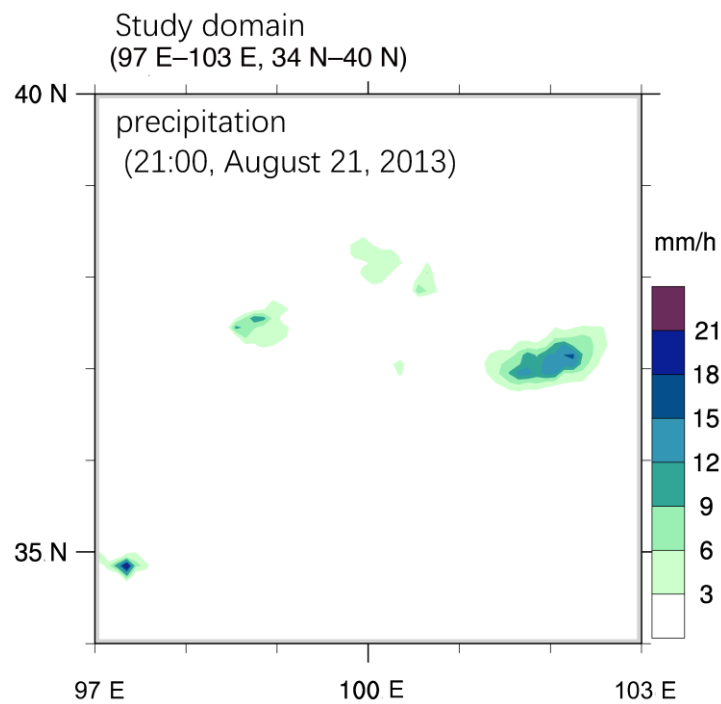 Study domain
(97 E–103 E, 34 N–40 N)
40 N
precipitation
(21:00, August 21, 2013)
mm/h
21
18
15
12
9
6
3
35 N
97 E
100 E
103 E